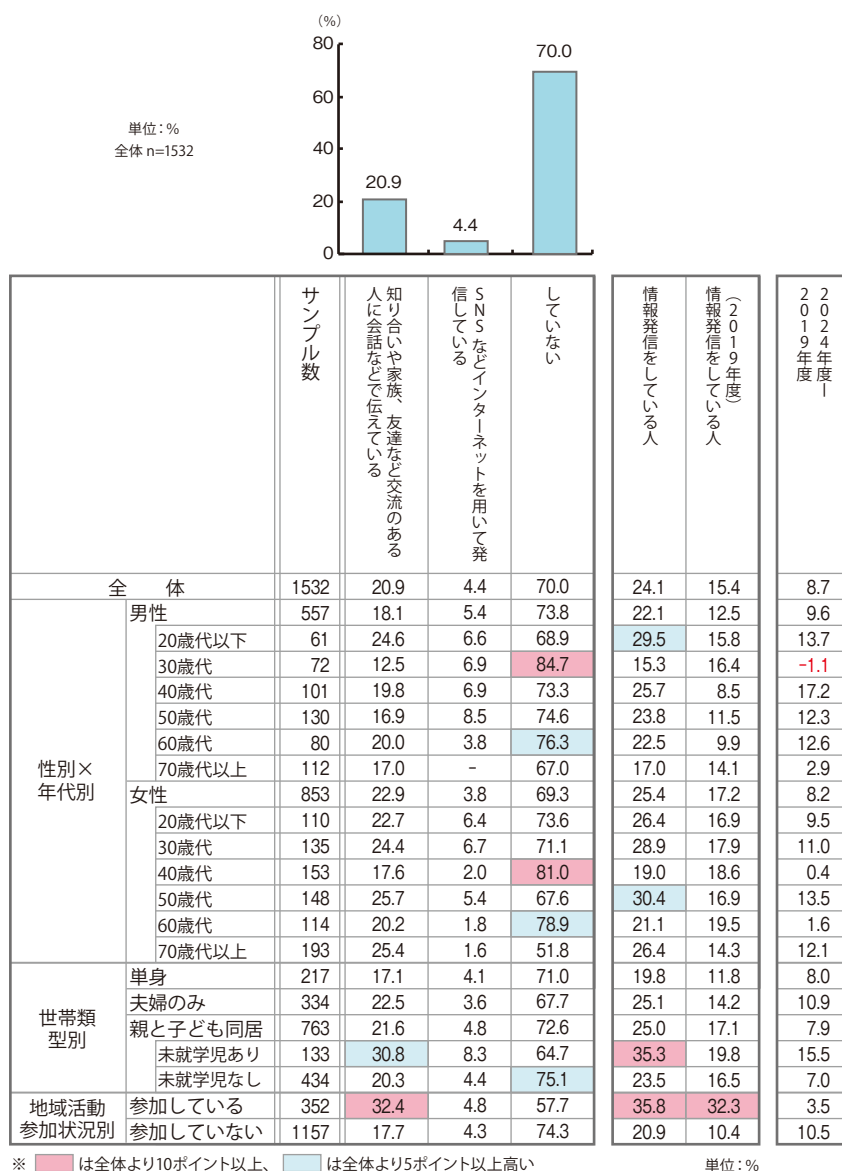 (%)
80
60
40
20
0
20.9
4.4
70.0
単位：%
全体 n=1532
サンプル数
知り合いや家族、友達など交流のある
人に会話などで伝えている
SNSなどインターネットを用いて発
信している
していない
情報発信をしている人
（2019年度）
情報発信をしている人
2024年度ー
2019年度
全 体 1532 20.9 4.4 70.0 24.1 15.4 8.7
性別×
年代別
男性 557 18.1 5.4 73.8 22.1 12.5 9.6
20歳代以下 61 24.6 6.6 68.9 29.5 15.8 13.7
30歳代 72 12.5 6.9 84.7 15.3 16.4 -1.1
40歳代 101 19.8 6.9 73.3 25.7 8.5 17.2
50歳代 130 16.9 8.5 74.6 23.8 11.5 12.3
60歳代 80 20.0 3.8 76.3 22.5 9.9 12.6
70歳代以上 112 17.0 - 67.0 17.0 14.1 2.9
女性 853 22.9 3.8 69.3 25.4 17.2 8.2
20歳代以下 110 22.7 6.4 73.6 26.4 16.9 9.5
30歳代 135 24.4 6.7 71.1 28.9 17.9 11.0
40歳代 153 17.6 2.0 81.0 19.0 18.6 0.4
50歳代 148 25.7 5.4 67.6 30.4 16.9 13.5
60歳代 114 20.2 1.8 78.9 21.1 19.5 1.6
70歳代以上 193 25.4 1.6 51.8 26.4 14.3 12.1
世帯類
型別
単身 217 17.1 4.1 71.0 19.8 11.8 8.0
夫婦のみ 334 22.5 3.6 67.7 25.1 14.2 10.9
親と子ども同居 763 21.6 4.8 72.6 25.0 17.1 7.9
未就学児あり 133 30.8 8.3 64.7 35.3 19.8 15.5
未就学児なし 434 20.3 4.4 75.1 23.5 16.5 7.0
地域活動
参加状況別
参加している 352 32.4 4.8 57.7 35.8 32.3 3.5
参加していない 1157 17.7 4.3 74.3 20.9 10.4 10.5
※ は全体より10ポイント以上、 は全体より5ポイント以上高い
単位：%